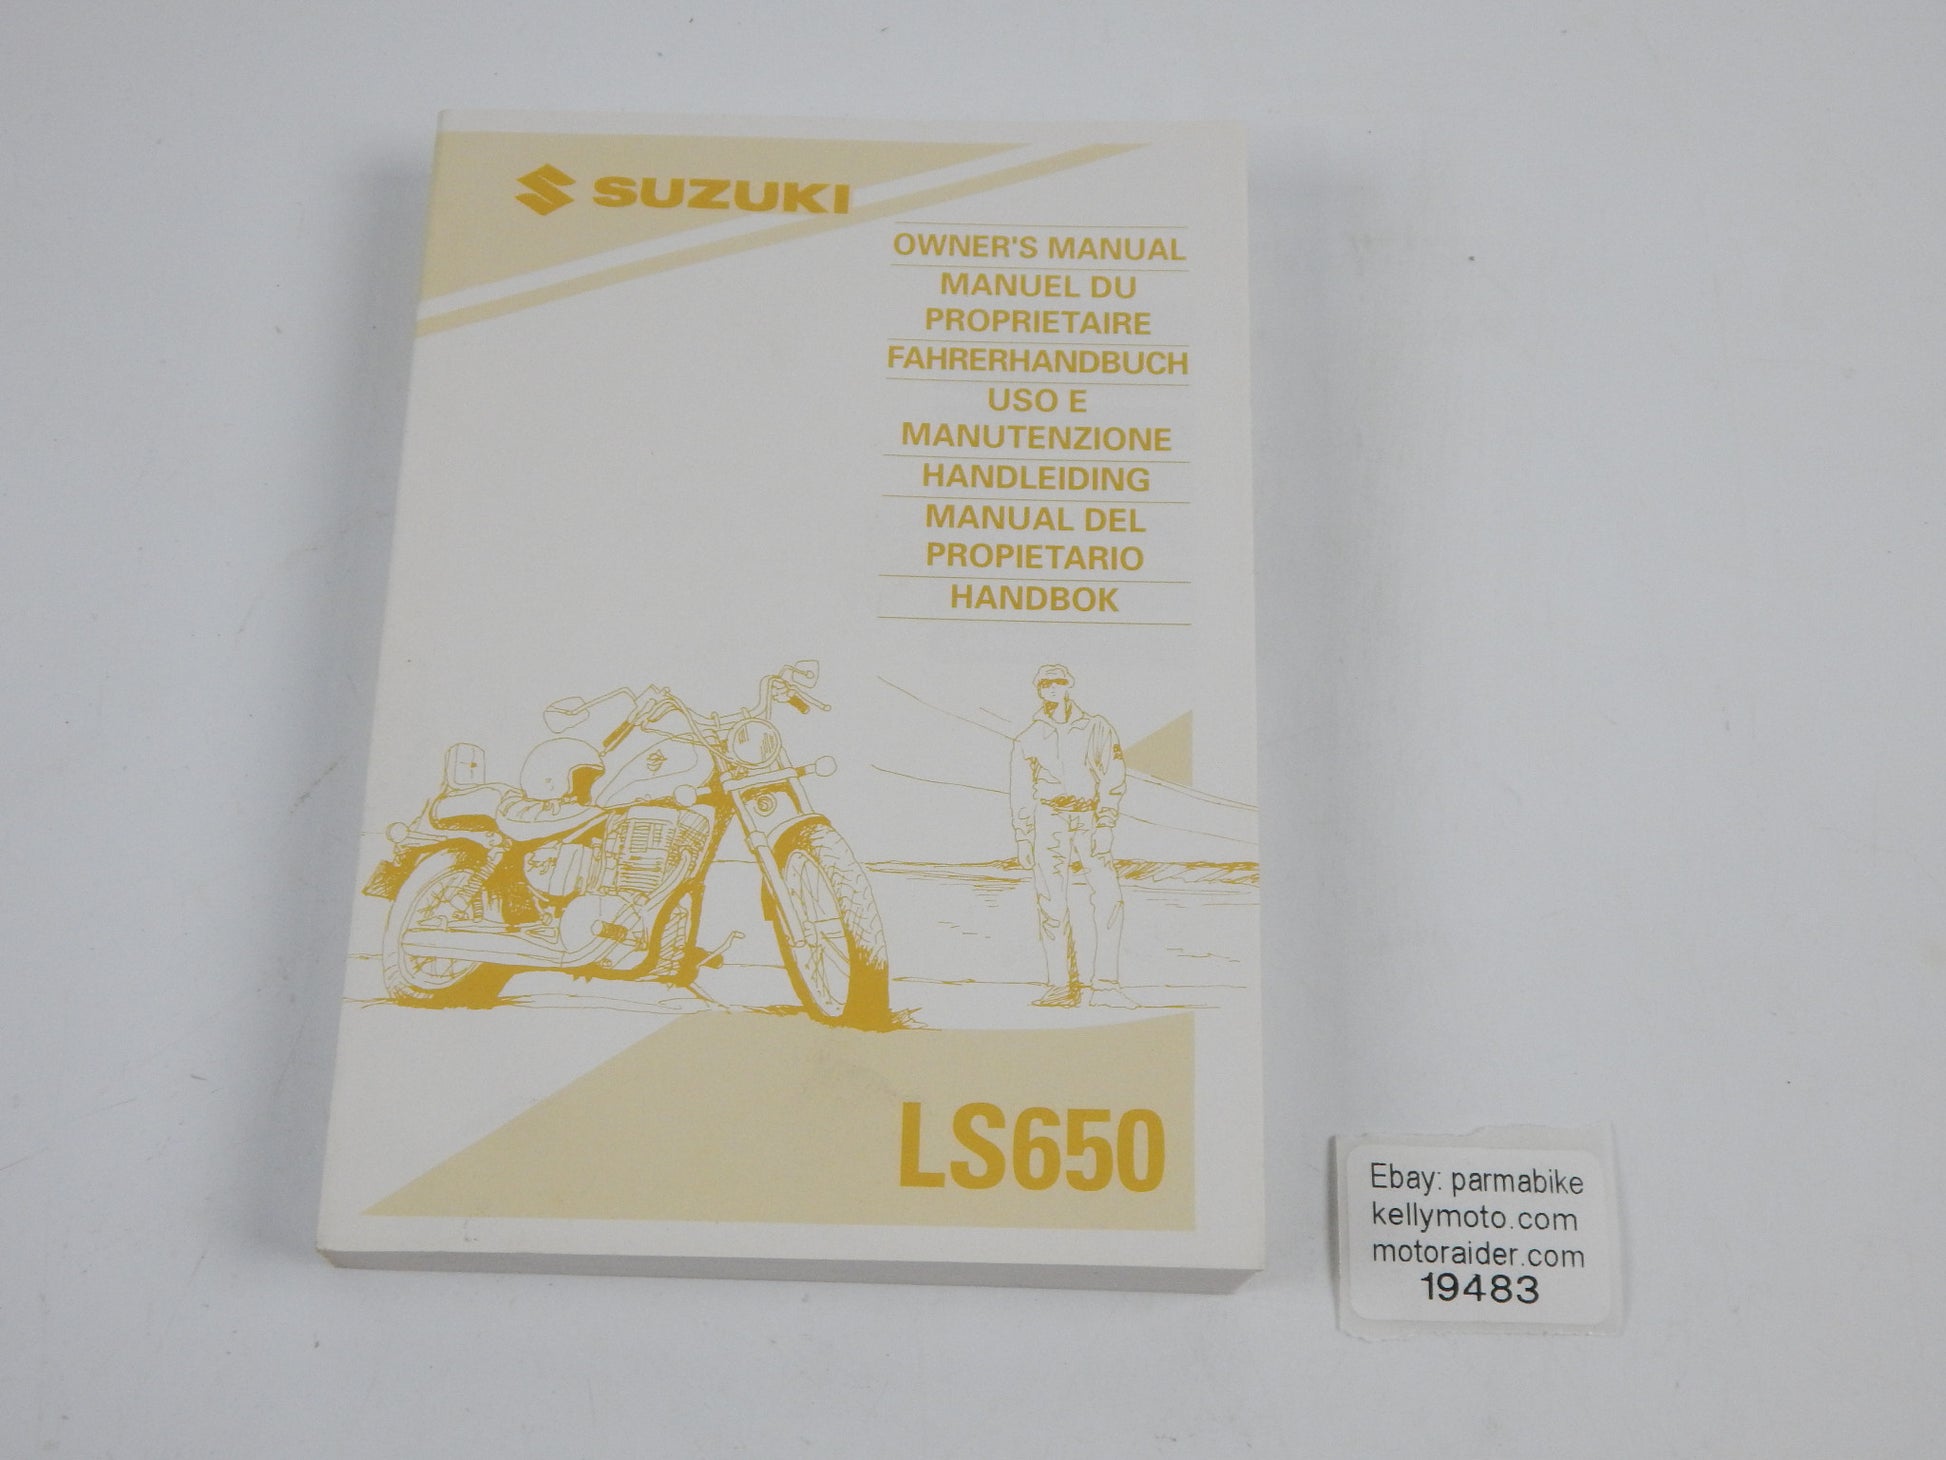 SUZUKI
OWNER'S MANUAL
MANUEL DU
PROPRIETAIRE
FAHRERHANDBUCH
USO E
MANUTENZIONE
HANDLEIDING
MANUAL DEL
PROPIETARIO
HANDBOK
LS650
Ebay: parmabike
kellymoto.com
motoraider.com
19483